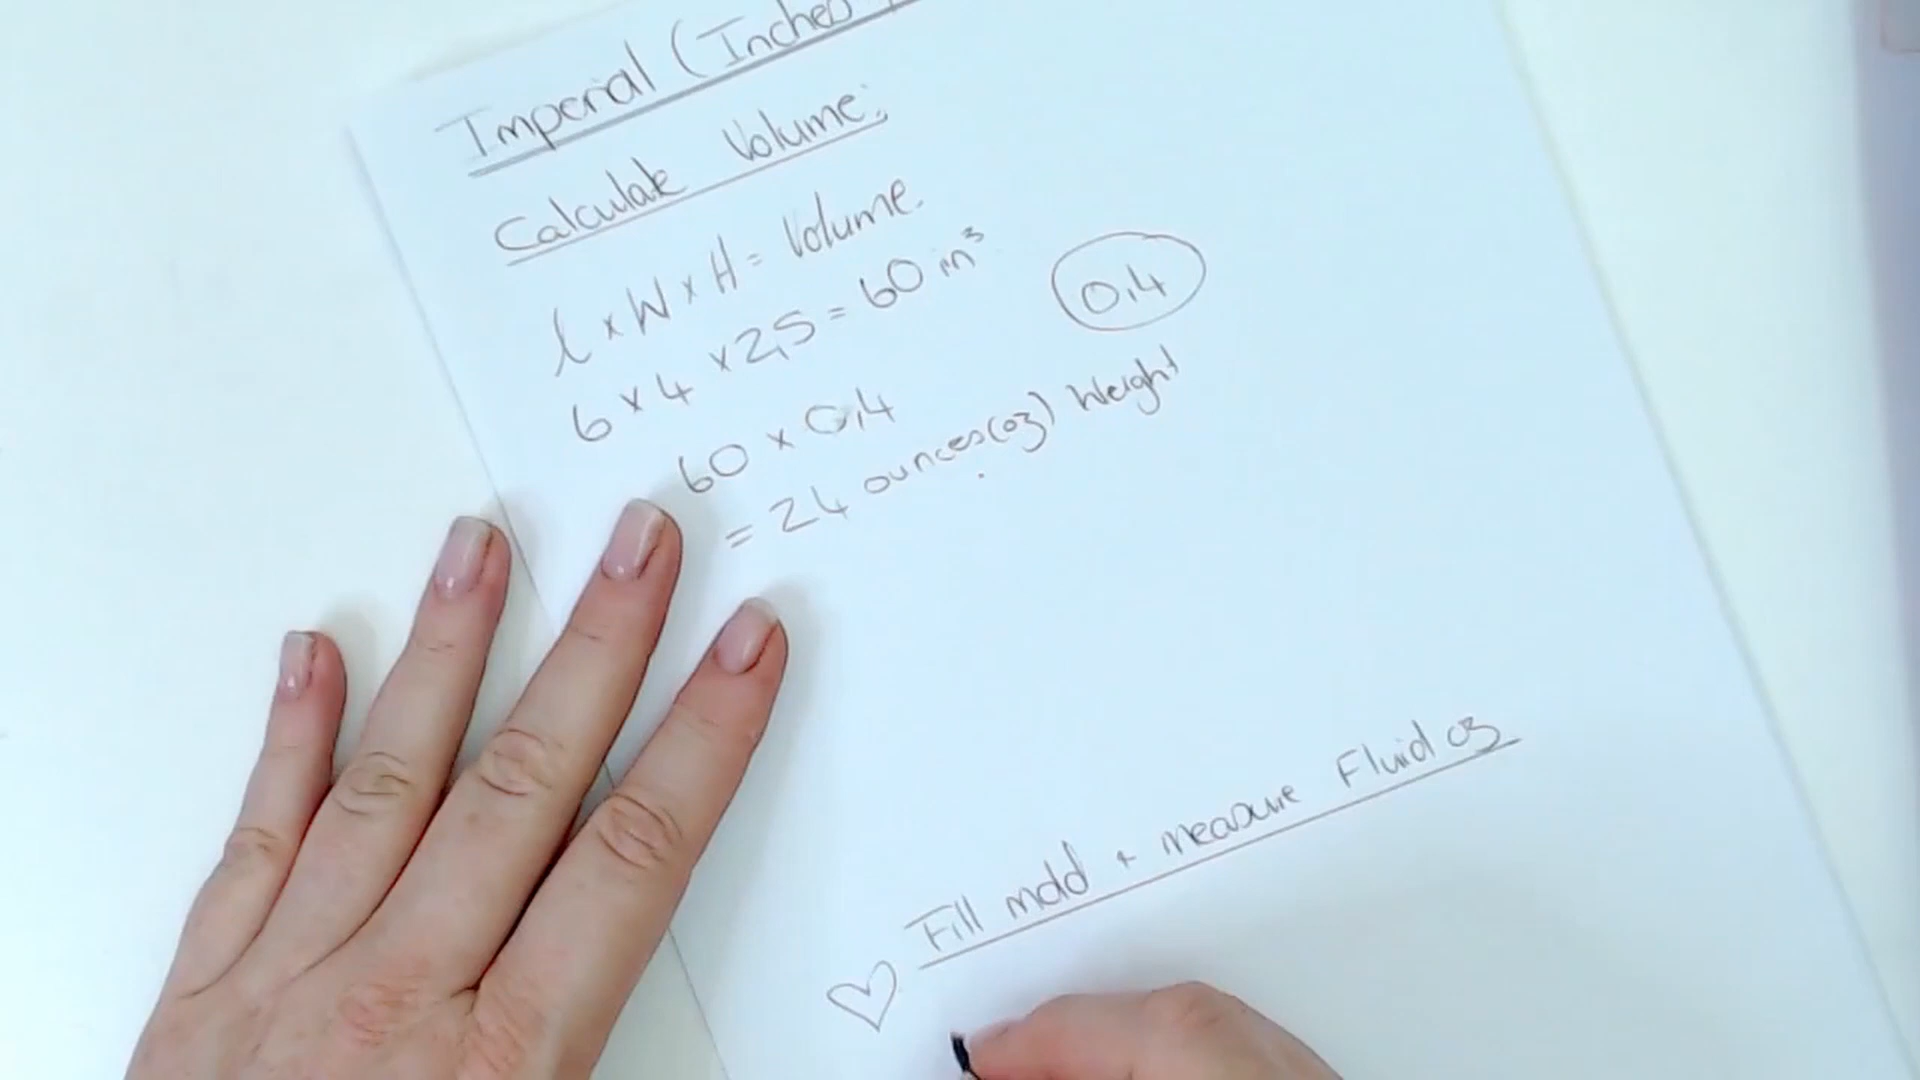 Imperial (Inches
Calculate Volume:
l x W x H = Volume.
6 x 4 x 2,5 = 60 in³
0,4
60 x 0,4
= 24 ounces(oz) Weight
Fill mold + measure Fluid oz